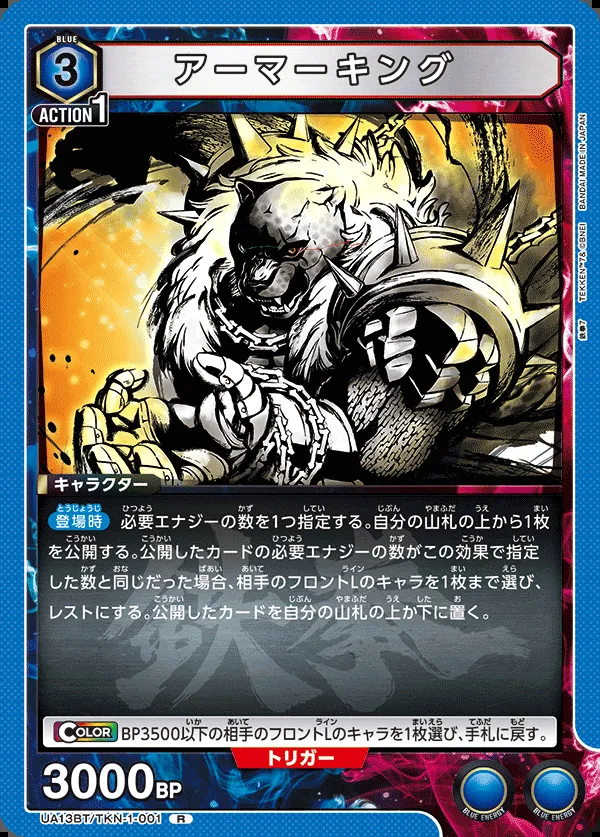 BLUE
3
アーマーキング
ACTION 1
鉄拳7 TEKKEN™7& ©BNEI BANDAI MADE IN JAPAN
キャラクター
登場時 必要エナジーの数を1つ指定する。自分の山札の上から1枚
を公開する。公開したカードの必要エナジーの数がこの効果で指定
した数と同じだった場合、相手のフロントLのキャラを1枚まで選び、
レストにする。公開したカードを自分の山札の上か下に置く。
鉄拳
COLOR BP3500以下の相手のフロントLのキャラを1枚選び、手札に戻す。
トリガー
3000BP
BLUE ENERGY BLUE ENERGY
UA13BT/TKN-1-001 R